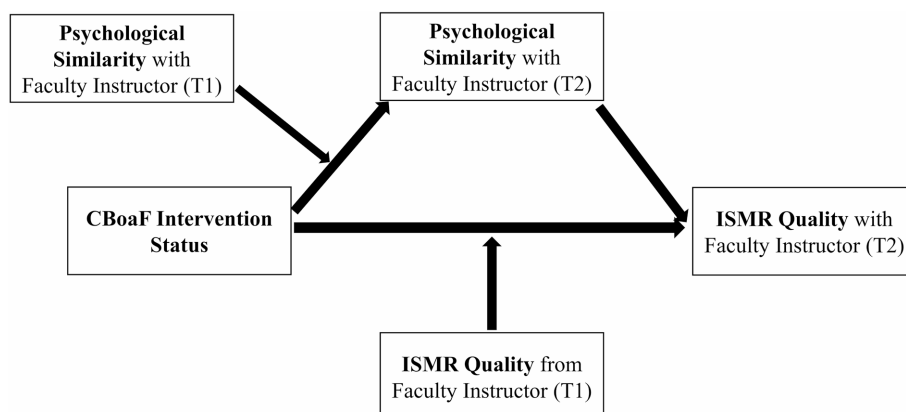 Psychological
Similarity with
Faculty Instructor (T1)
Psychological
Similarity with
Faculty Instructor (T2)
CBoaF Intervention
Status
ISMR Quality with
Faculty Instructor (T2)
ISMR Quality from
Faculty Instructor (T1)